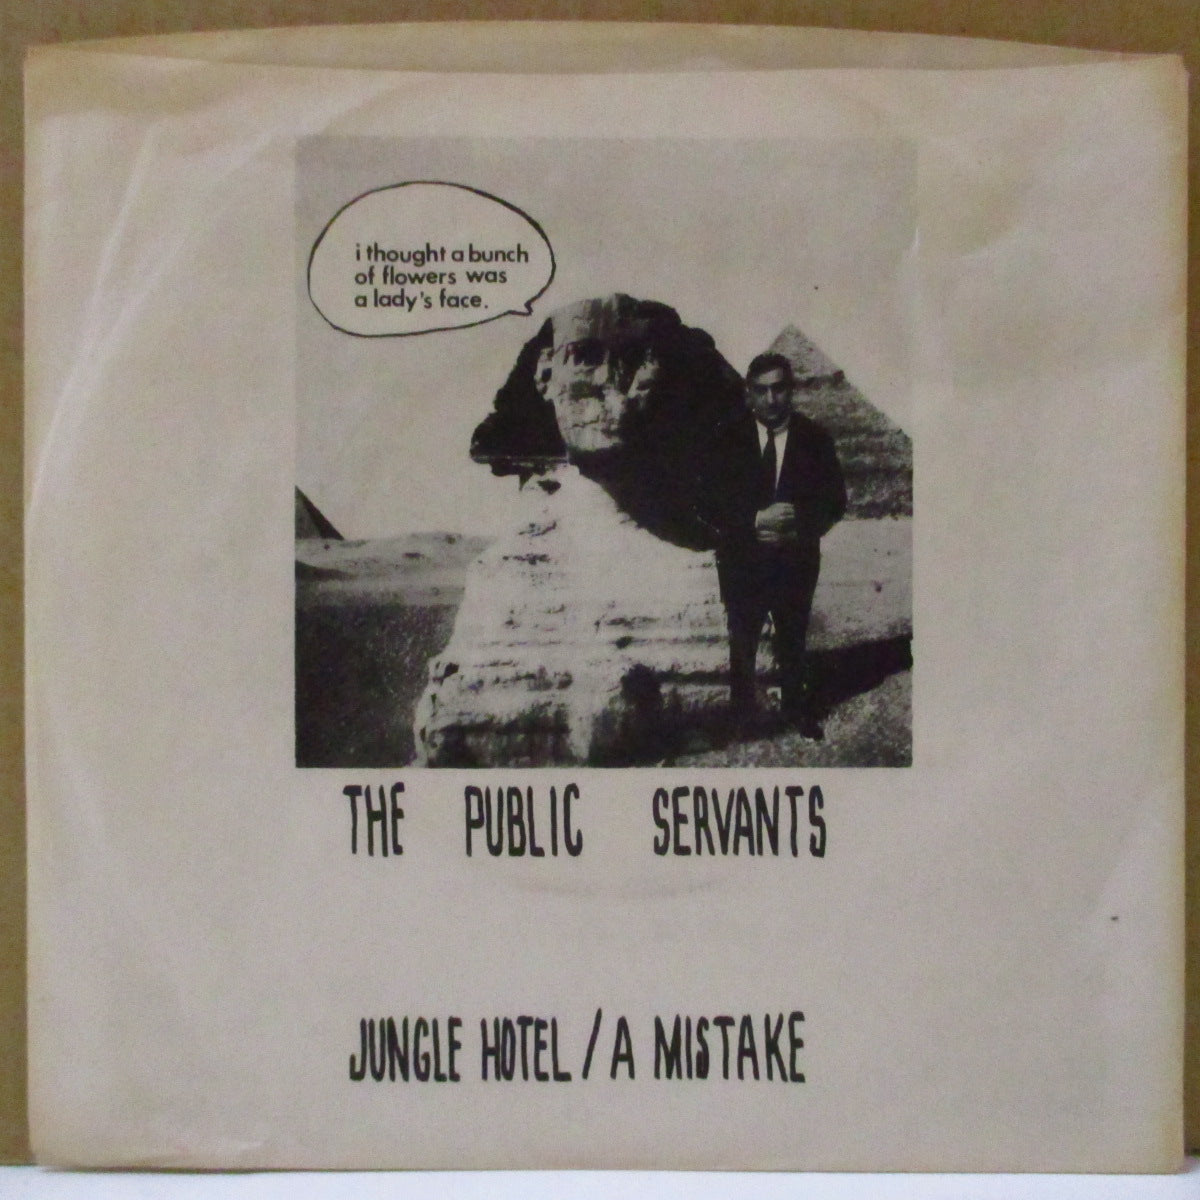 i thought a bunch
of flowers was
a lady's face.
THE PUBLIC SERVANTS
JUNGLE HOTEL / A MISTAKE